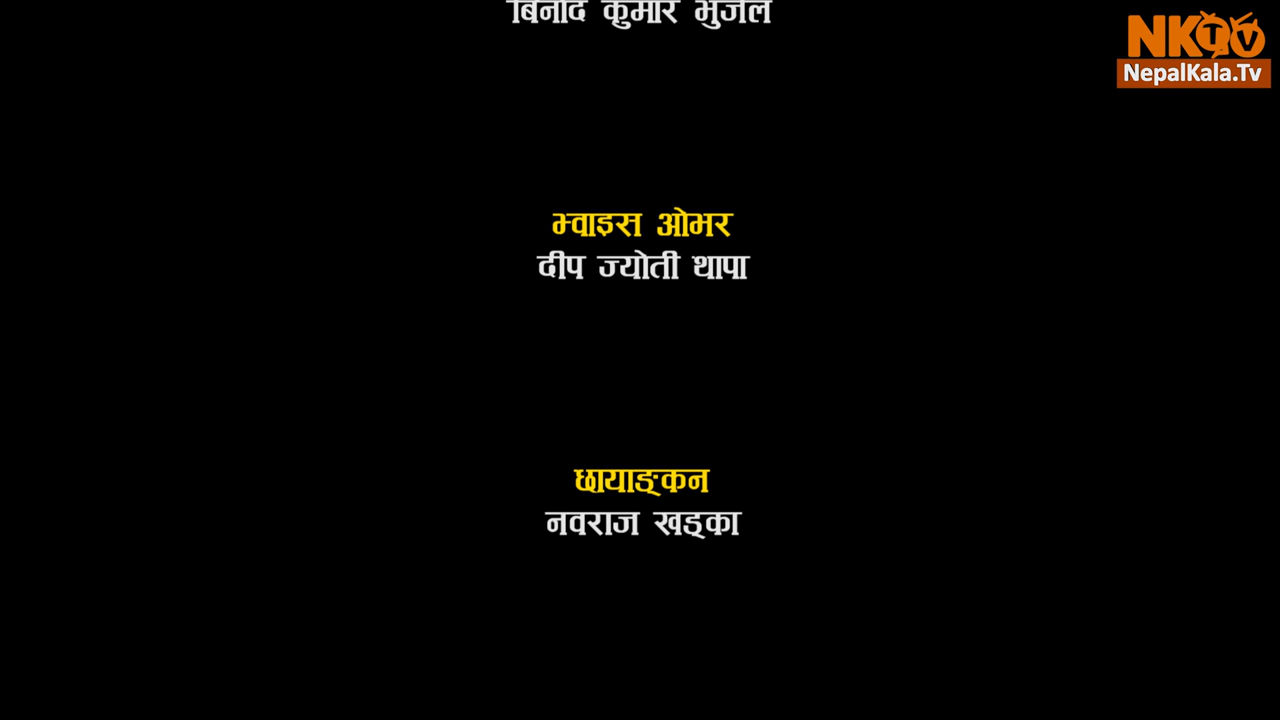 बिनोद कुमार भुजेल
NKTV
NepalKala.Tv
भ्वाइस ओभर
दीप ज्योती थापा
छायाङ्कन
नवराज खड्का